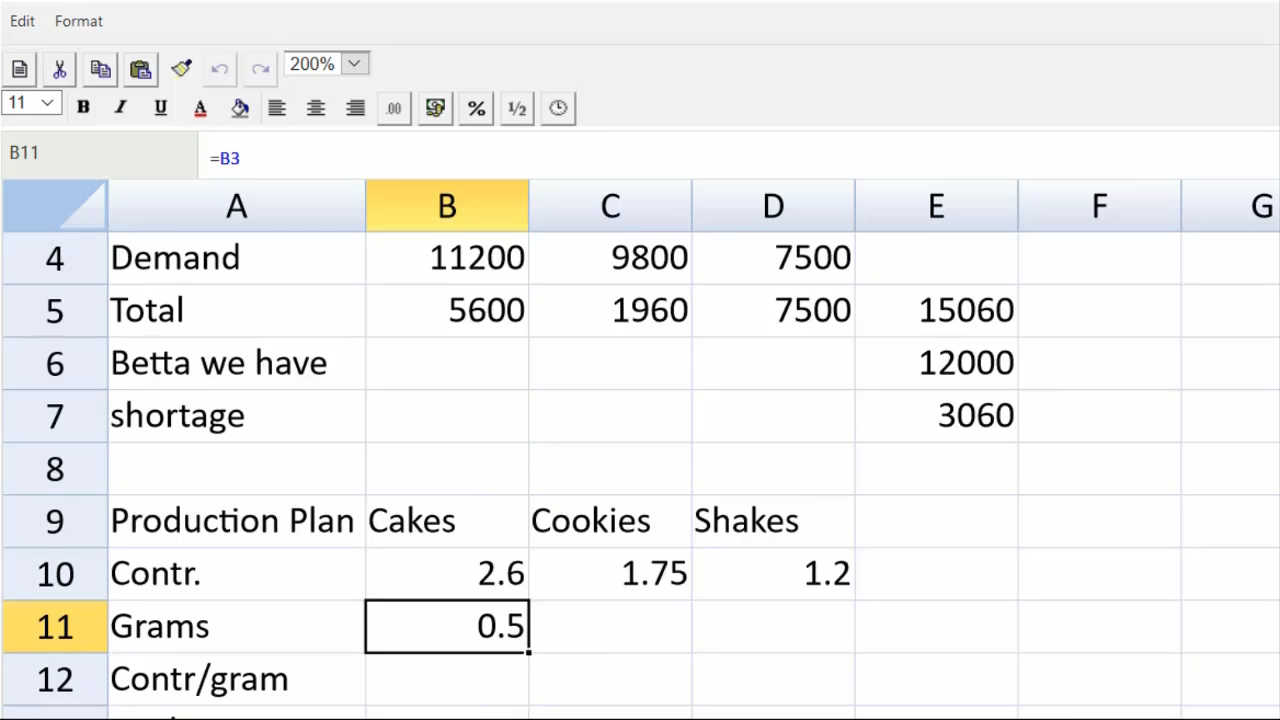 Edit Format
200%
11 B I U A .00 % 1/2
B11 =B3
A B C D E F G
4 Demand 11200 9800 7500
5 Total 5600 1960 7500 15060
6 Betta we have 12000
7 shortage 3060
8
9 Production Plan Cakes Cookies Shakes
10 Contr. 2.6 1.75 1.2
11 Grams 0.5
12 Contr/gram